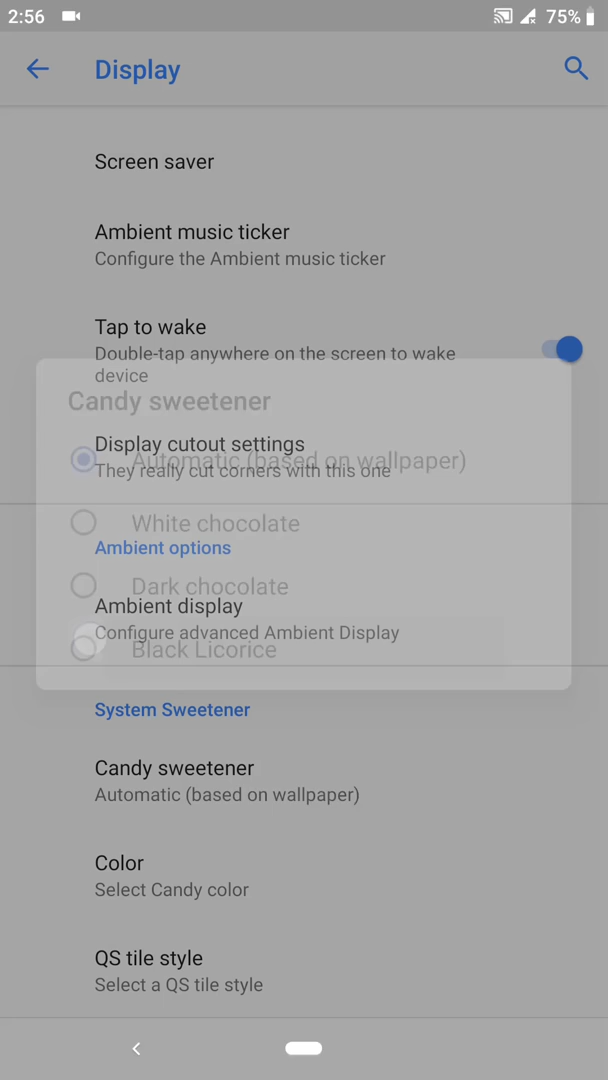 2:56
75%
Display
Screen saver
Ambient music ticker
Configure the Ambient music ticker
Tap to wake
Double-tap anywhere on the screen to wake
device
Candy sweetener
Display cutout settings
Automatic (based on wallpaper)
They really cut corners with this one
White chocolate
Ambient options
Dark chocolate
Ambient display
Configure advanced Ambient Display
Black Licorice
System Sweetener
Candy sweetener
Automatic (based on wallpaper)
Color
Select Candy color
QS tile style
Select a QS tile style